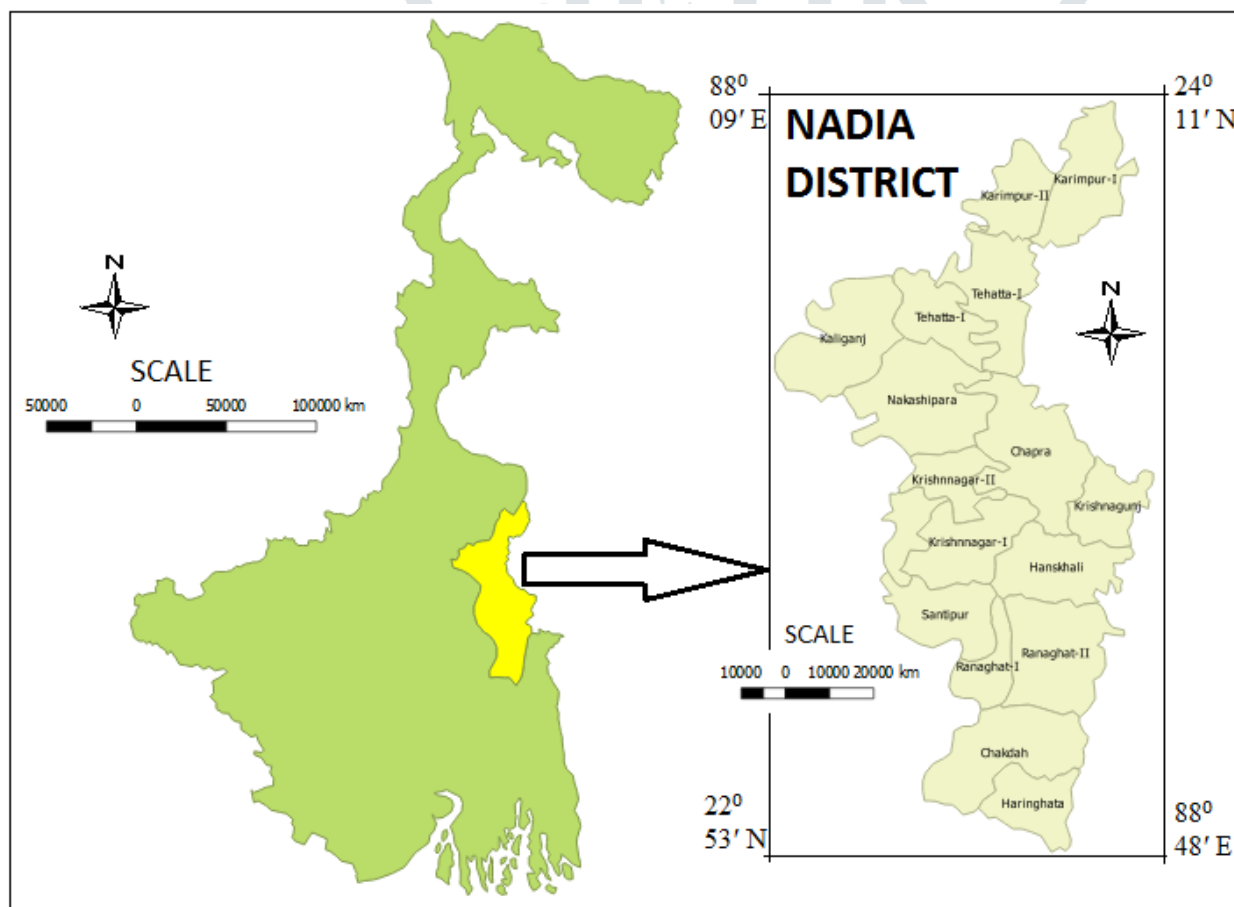 N
SCALE
50000 0 50000 100000 km
88⁰
09′ E
24⁰
11′ N
NADIA
DISTRICT
Karimpur-I
Karimpur-II
N
Tehatta-I
Tehatta-I
Kaliganj
Nakashipara
Chapra
Krishnnagar-II
Krishnagunj
Krishnnagar-I
Hanskhali
Santipur
SCALE
Ranaghat-II
Ranaghat-I
10000 0 10000 20000 km
Chakdah
Haringhata
22⁰
53′ N
88⁰
48′ E